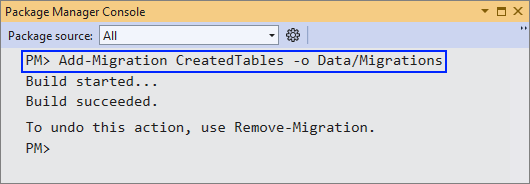 Package Manager Console
Package source: All
PM> Add-Migration CreatedTables -o Data/Migrations
Build started...
Build succeeded.
To undo this action, use Remove-Migration.
PM>